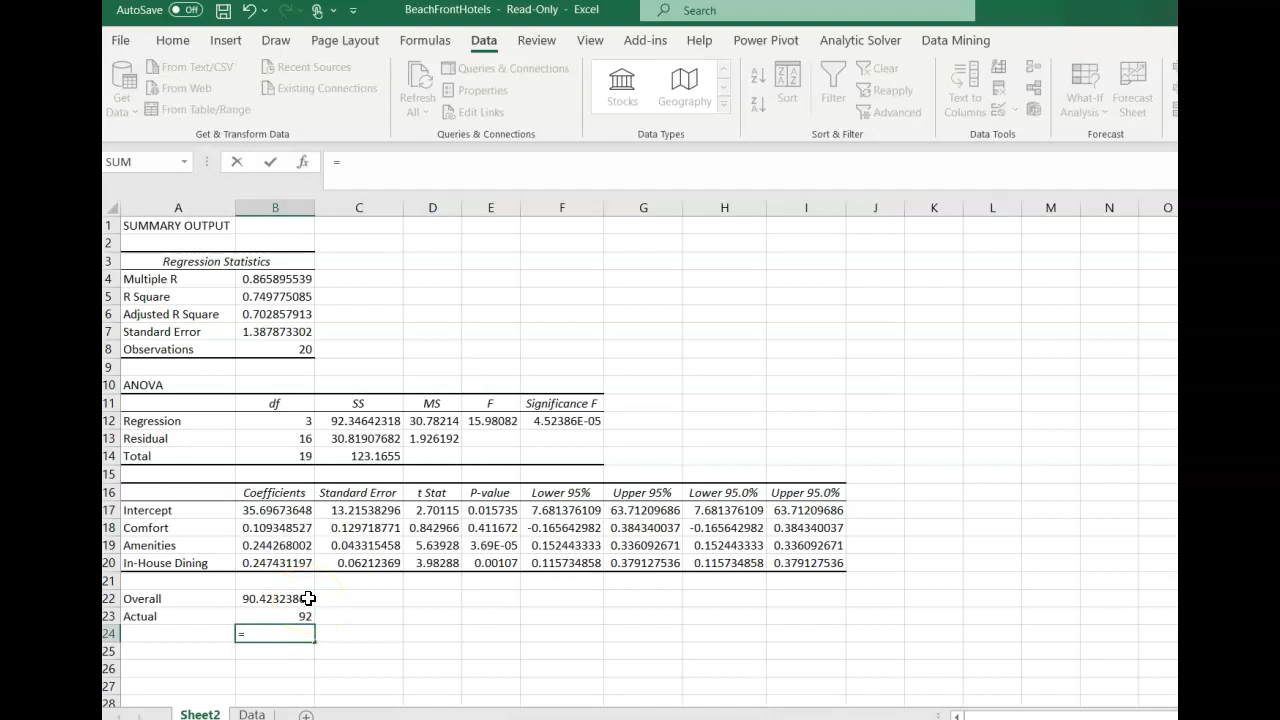 AutoSave Off BeachFrontHotels - Read-Only - Excel Search
File Home Insert Draw Page Layout Formulas Data Review View Add-ins Help Power Pivot Analytic Solver Data Mining
Get Data
From Text/CSV
From Web
From Table/Range
Recent Sources
Existing Connections
Get & Transform Data
Refresh All
Queries & Connections
Properties
Edit Links
Queries & Connections
Stocks Geography
Data Types
Sort Filter
Clear
Reapply
Advanced
Sort & Filter
Text to Columns
Data Tools
What-If Analysis
Forecast Sheet
Forecast
SUM fx =
A B C D E F G H I J K L M N O
1 SUMMARY OUTPUT
2
3 Regression Statistics
4 Multiple R 0.865895539
5 R Square 0.749775085
6 Adjusted R Square 0.702857913
7 Standard Error 1.387873302
8 Observations 20
9
10 ANOVA
11 df SS MS F Significance F
12 Regression 3 92.34642318 30.78214 15.98082 4.52386E-05
13 Residual 16 30.81907682 1.926192
14 Total 19 123.1655
15
16 Coefficients Standard Error t Stat P-value Lower 95% Upper 95% Lower 95.0% Upper 95.0%
17 Intercept 35.69673648 13.21538296 2.70115 0.015735 7.681376109 63.71209686 7.681376109 63.71209686
18 Comfort 0.109348527 0.129718771 0.842966 0.411672 -0.165642982 0.384340037 -0.165642982 0.384340037
19 Amenities 0.244268002 0.043315458 5.63928 3.69E-05 0.152443333 0.336092671 0.152443333 0.336092671
20 In-House Dining 0.247431197 0.06212369 3.98288 0.00107 0.115734858 0.379127536 0.115734858 0.379127536
21
22 Overall
23 Actual 92
24 =
25
26
27
28
Sheet2 Data